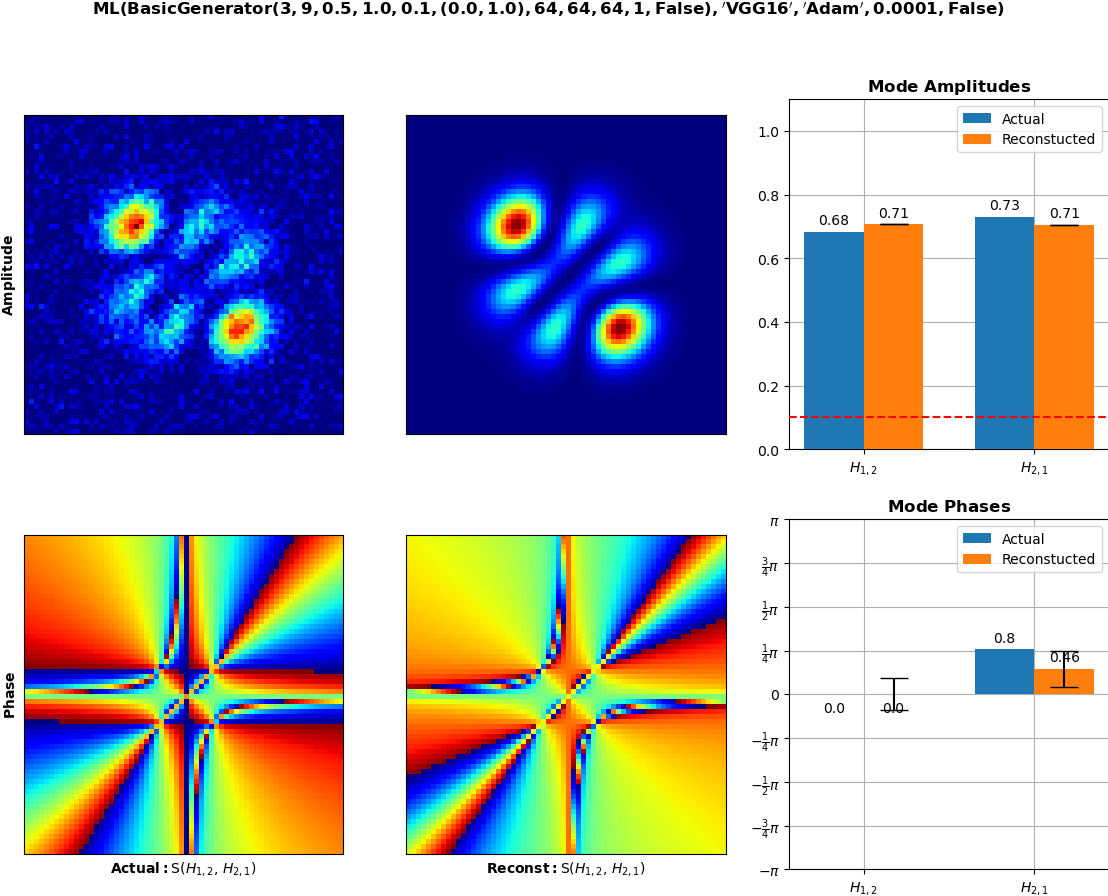 ML(BasicGenerator(3, 9, 0.5, 1.0, 0.1, (0.0, 1.0), 64, 64, 64, 1, False), ′VGG16′, ′Adam′, 0.0001, False)
Amplitude
Mode Amplitudes
Actual
Reconstucted
1.0
0.8
0.6
0.4
0.2
0.0
0.68
0.71
0.73
0.71
H1, 2
H2, 1
Phase
Actual: S(H1, 2, H2, 1)
Reconst: S(H1, 2, H2, 1)
Mode Phases
Actual
Reconstucted
π
3/4π
1/2π
1/4π
0
−1/4π
−1/2π
−3/4π
−π
0.0
0.0
0.8
0.46
H1, 2
H2, 1